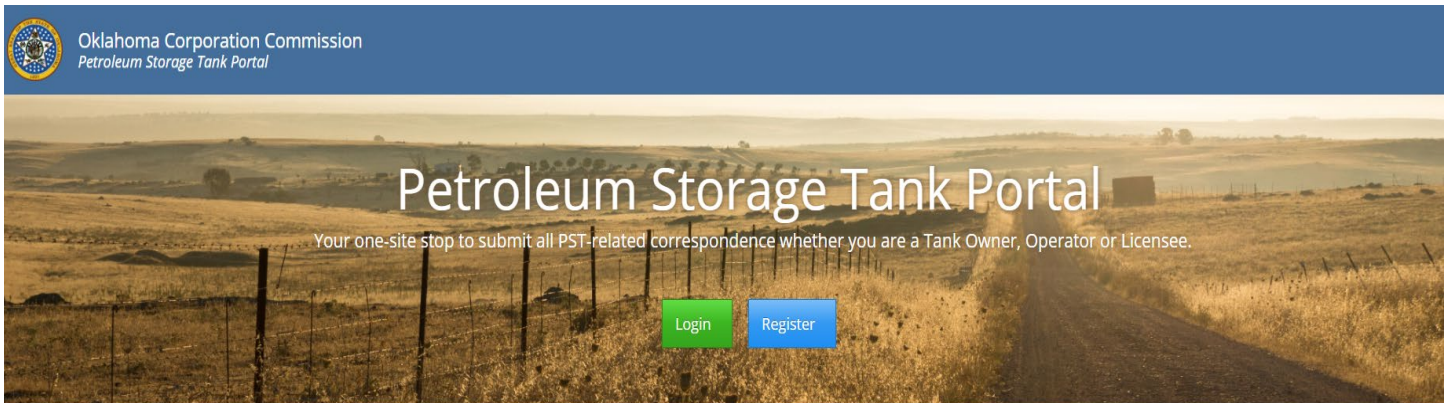 Oklahoma Corporation Commission
Petroleum Storage Tank Portal
Petroleum Storage Tank Portal
Your one-site stop to submit all PST-related correspondence whether you are a Tank Owner, Operator or Licensee.
Login
Register